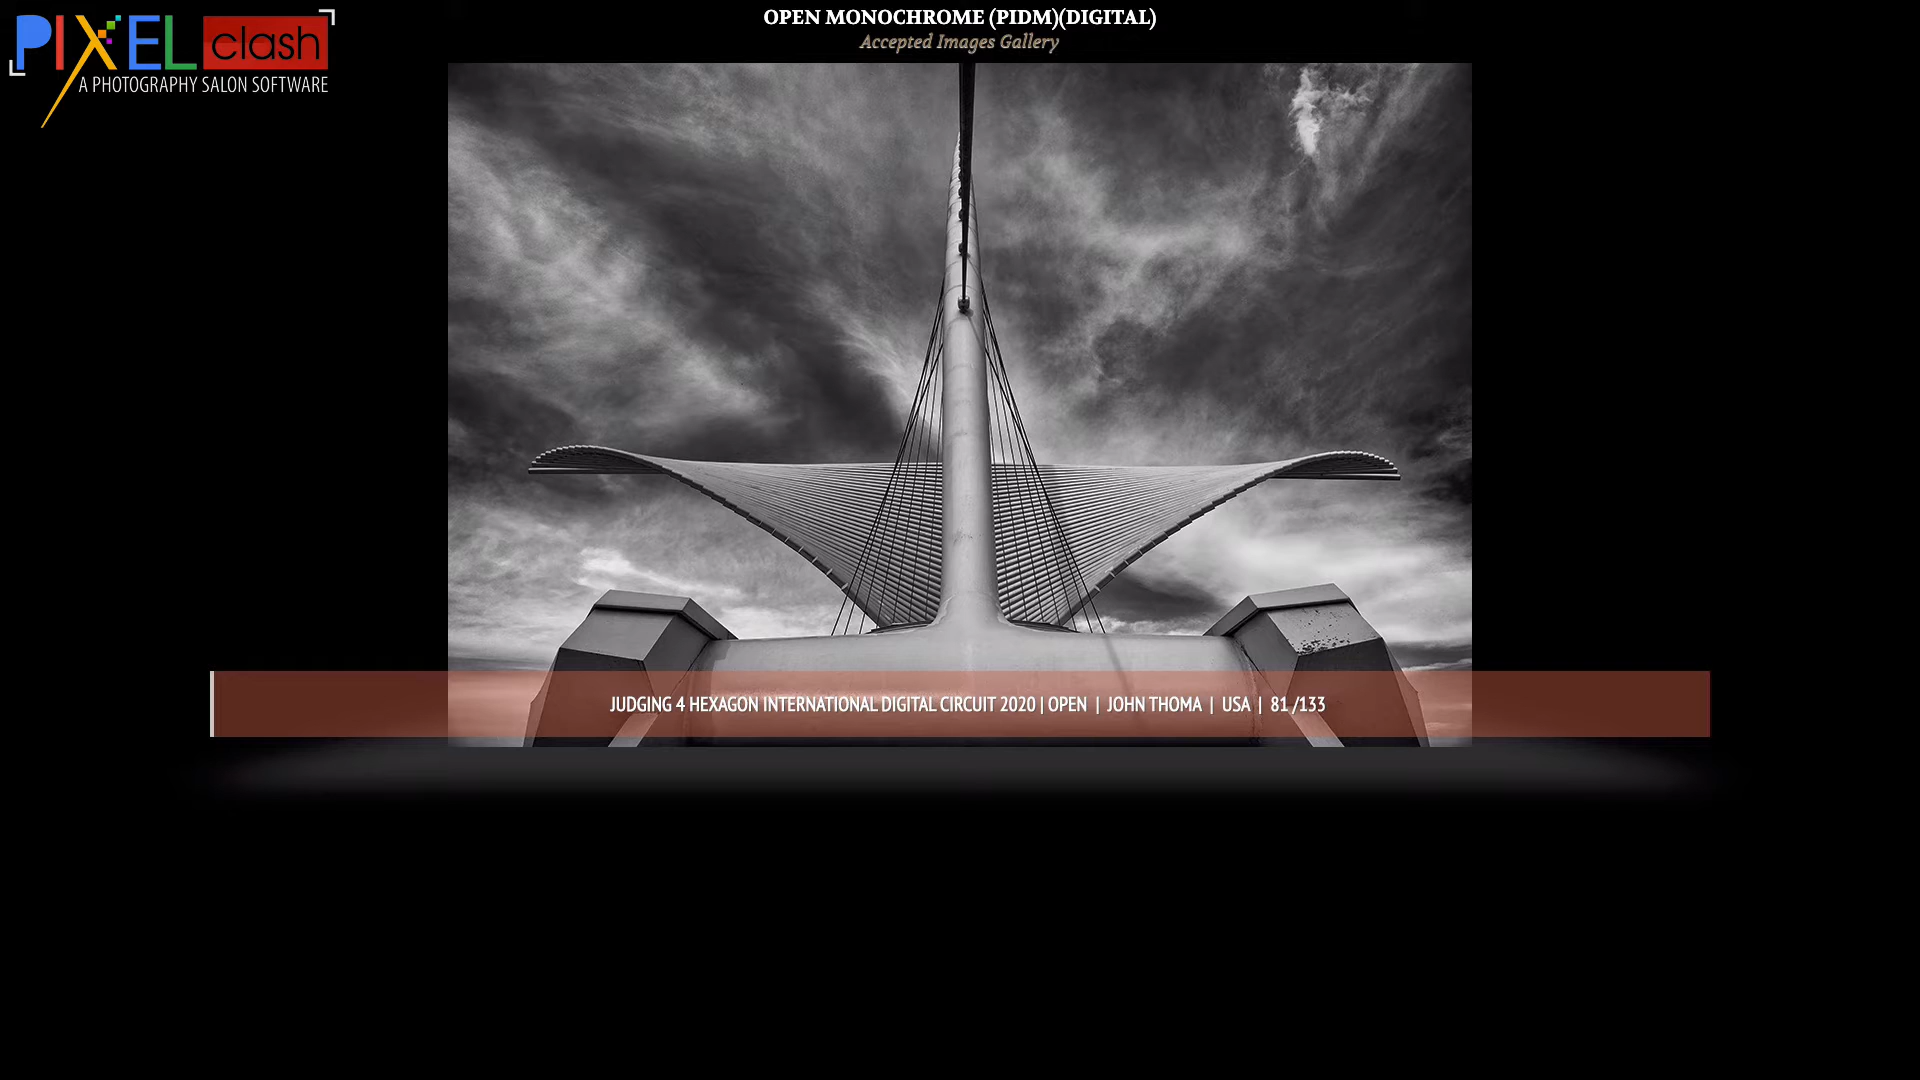 OPEN MONOCHROME (PIDM)(DIGITAL)
Accepted Images Gallery
PIXEL clash
A PHOTOGRAPHY SALON SOFTWARE
JUDGING 4 HEXAGON INTERNATIONAL DIGITAL CIRCUIT 2020 | OPEN | JOHN THOMA | USA | 81 /133